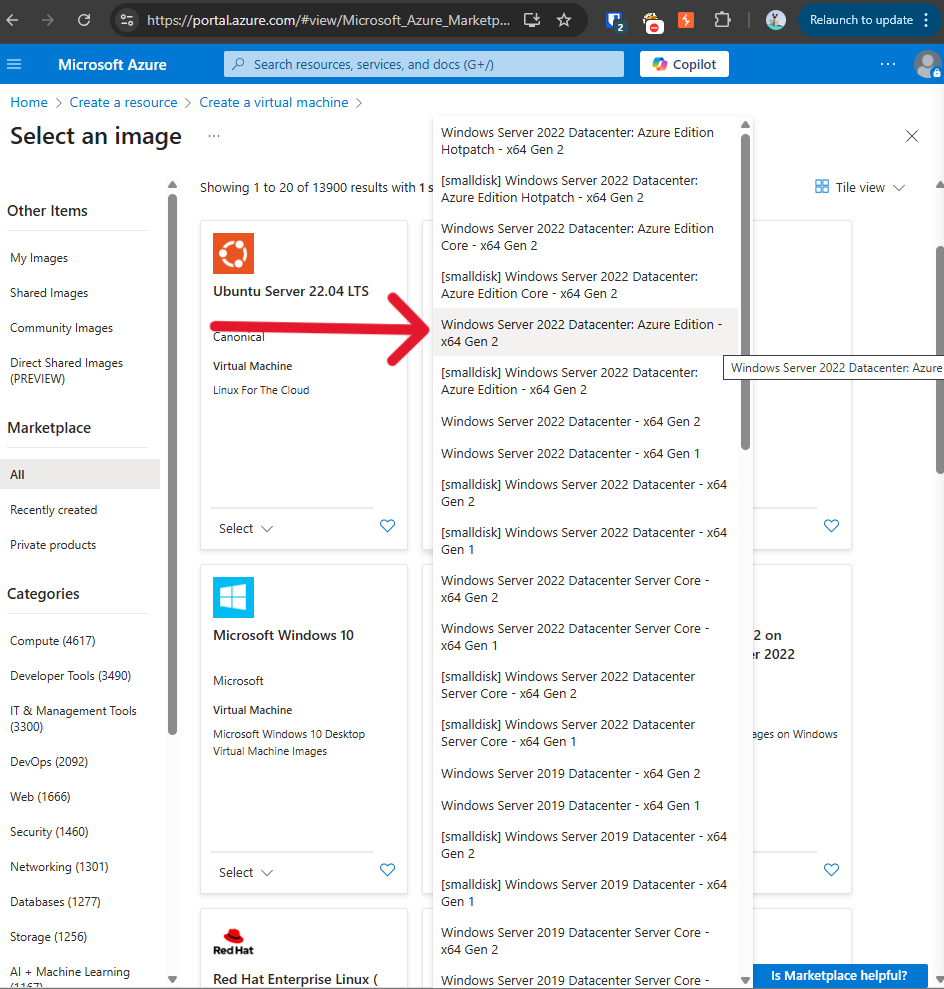 https://portal.azure.com/#view/Microsoft_Azure_Marketp...
2
Relaunch to update
Microsoft Azure
Search resources, services, and docs (G+/)
Copilot
...
Home > Create a resource > Create a virtual machine >
Select an image
...
Other Items
My Images
Shared Images
Community Images
Direct Shared Images
(PREVIEW)
Marketplace
All
Recently created
Private products
Categories
Compute (4617)
Developer Tools (3490)
IT & Management Tools
(3300)
DevOps (2092)
Web (1666)
Security (1460)
Networking (1301)
Databases (1277)
Storage (1256)
AI + Machine Learning
(1167)
Showing 1 to 20 of 13900 results with 1 s
Tile view
Ubuntu Server 22.04 LTS
Canonical
Virtual Machine
Linux For The Cloud
Select
Microsoft Windows 10
Microsoft
Virtual Machine
Microsoft Windows 10 Desktop
Virtual Machine Images
Select
Red Hat
Red Hat Enterprise Linux (
Windows Server 2022 Datacenter: Azure Edition
Hotpatch - x64 Gen 2
[smalldisk] Windows Server 2022 Datacenter:
Azure Edition Hotpatch - x64 Gen 2
Windows Server 2022 Datacenter: Azure Edition
Core - x64 Gen 2
[smalldisk] Windows Server 2022 Datacenter:
Azure Edition Core - x64 Gen 2
Windows Server 2022 Datacenter: Azure Edition -
x64 Gen 2
[smalldisk] Windows Server 2022 Datacenter:
Azure Edition - x64 Gen 2
Windows Server 2022 Datacenter - x64 Gen 2
Windows Server 2022 Datacenter - x64 Gen 1
[smalldisk] Windows Server 2022 Datacenter - x64
Gen 2
[smalldisk] Windows Server 2022 Datacenter - x64
Gen 1
Windows Server 2022 Datacenter Server Core -
x64 Gen 2
Windows Server 2022 Datacenter Server Core -
x64 Gen 1
[smalldisk] Windows Server 2022 Datacenter
Server Core - x64 Gen 2
[smalldisk] Windows Server 2022 Datacenter
Server Core - x64 Gen 1
Windows Server 2019 Datacenter - x64 Gen 2
Windows Server 2019 Datacenter - x64 Gen 1
[smalldisk] Windows Server 2019 Datacenter - x64
Gen 2
[smalldisk] Windows Server 2019 Datacenter - x64
Gen 1
Windows Server 2019 Datacenter Server Core -
x64 Gen 2
Windows Server 2019 Datacenter Server Core -
Windows Server 2022 Datacenter: Azure
2 on
r 2022
ages on Windows
Is Marketplace helpful?